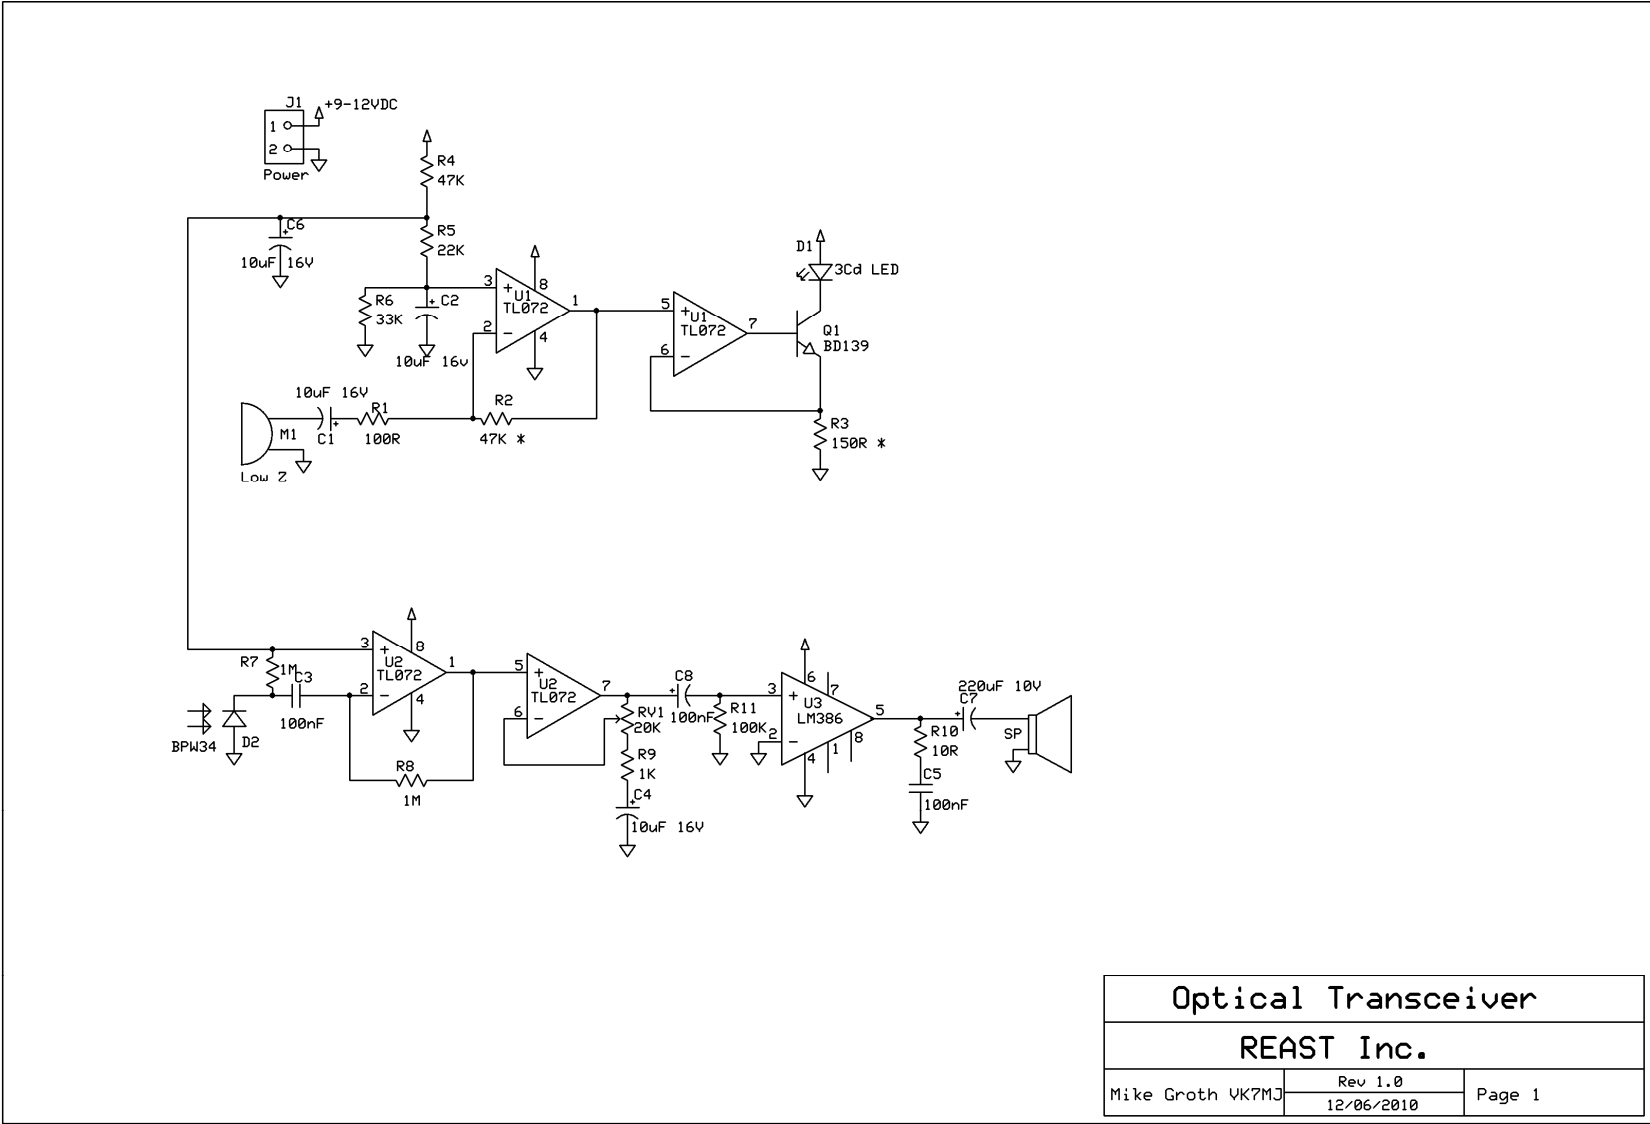 J1
+9-12VDC
1
2
Power
R4
47K
C6
+
10uF 16V
R5
22K
R6
33K
+
C2
10uF 16v
3
+
U1
TL072
8
1
2
−
4
5
+
U1
TL072
7
6
−
D1
3Cd LED
Q1
BD139
R3
150R *
10uF 16V
C1
+
R1
100R
R2
47K *
M1
Low Z
R7
1M
C3
100nF
BPW34
D2
3
+
U2
TL072
8
1
2
−
4
R8
1M
5
+
U2
TL072
7
6
−
RV1
20K
R9
1K
C4
+
10uF 16V
C8
+
100nF
R11
100K
3
+
U3
LM386
6
7
5
2
−
4
1
8
R10
10R
C5
100nF
220uF 10V
C7
+
SP
Optical Transceiver
REAST Inc.
Mike Groth VK7MJ
Rev 1.0
12/06/2010
Page 1